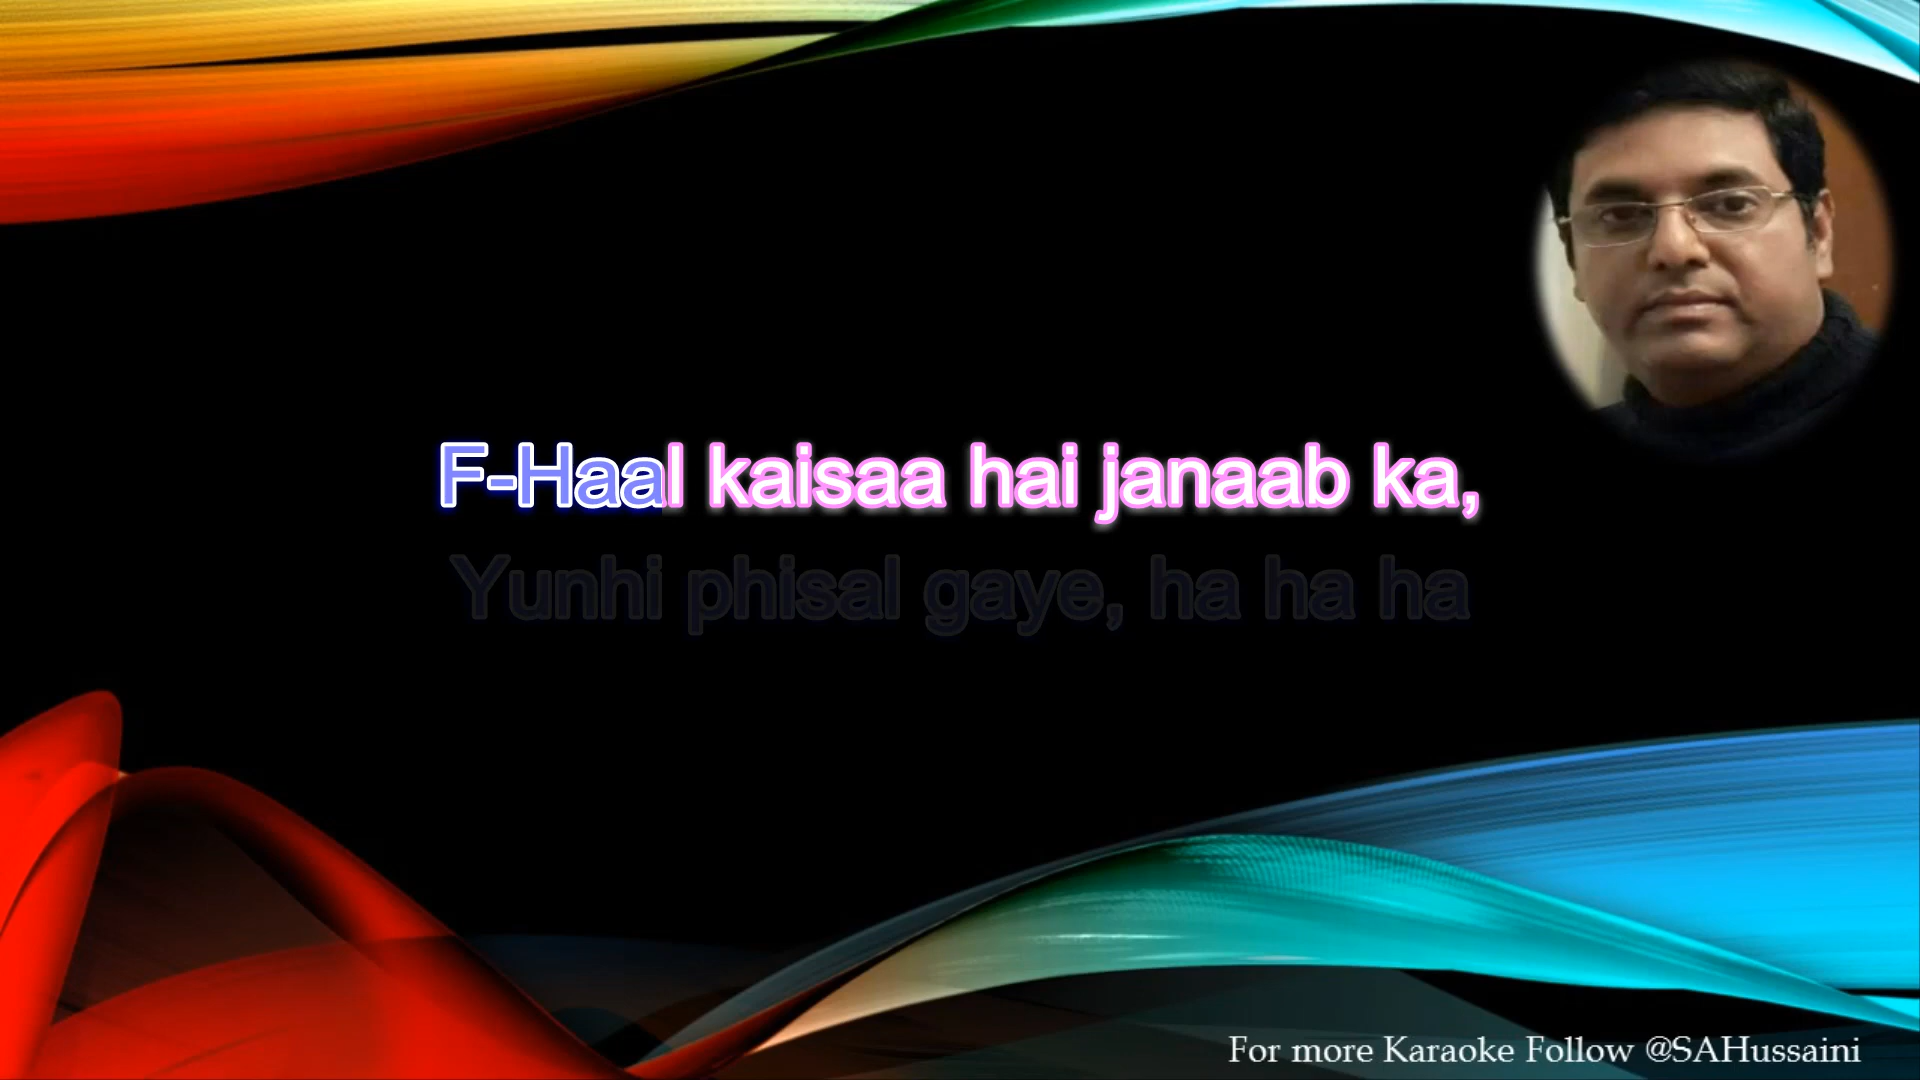 F-Haal kaisaa hai janaab ka,
Yunhi phisal gaye, ha ha ha
For more Karaoke Follow @SAHussaini